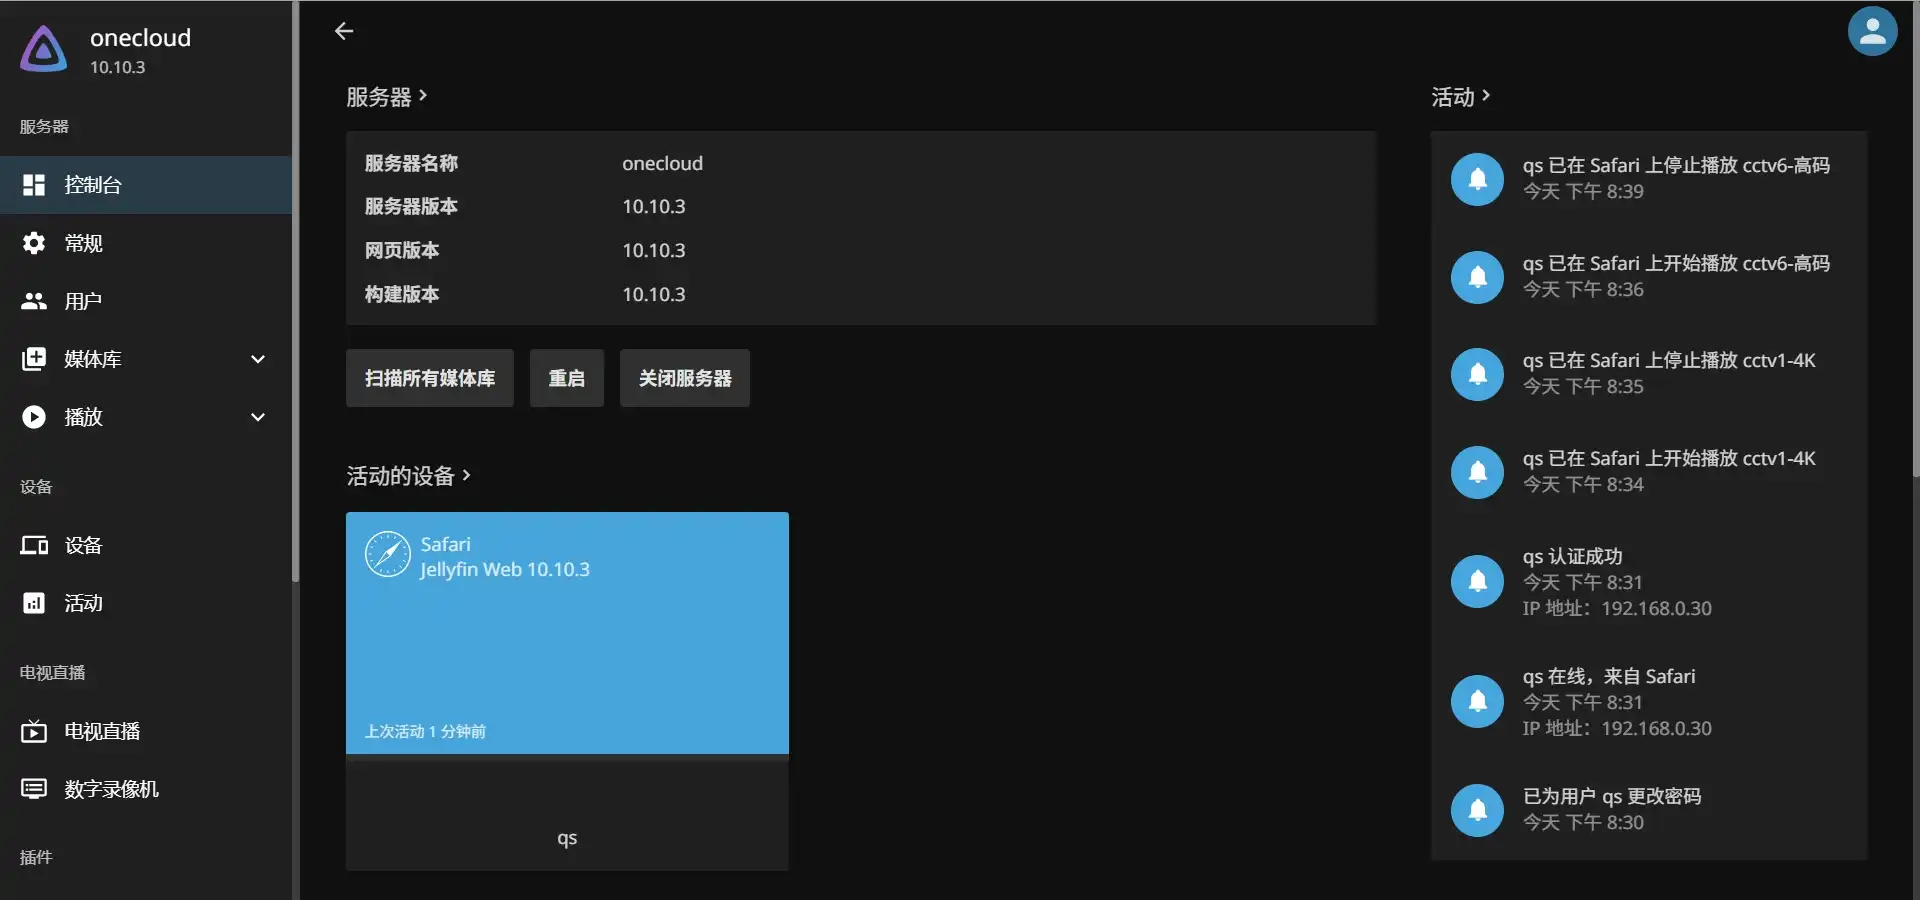 onecloud
10.10.3
服务器
控制台
常规
用户
媒体库
播放
设备
设备
活动
电视直播
电视直播
数字录像机
插件
服务器
服务器名称 onecloud
服务器版本 10.10.3
网页版本 10.10.3
构建版本 10.10.3
扫描所有媒体库 重启 关闭服务器
活动的设备
Safari
Jellyfin Web 10.10.3
上次活动 1 分钟前
qs
活动
qs 已在 Safari 上停止播放 cctv6-高码
今天 下午 8:39
qs 已在 Safari 上开始播放 cctv6-高码
今天 下午 8:36
qs 已在 Safari 上停止播放 cctv1-4K
今天 下午 8:35
qs 已在 Safari 上开始播放 cctv1-4K
今天 下午 8:34
qs 认证成功
今天 下午 8:31
IP 地址：192.168.0.30
qs 在线，来自 Safari
今天 下午 8:31
IP 地址：192.168.0.30
已为用户 qs 更改密码
今天 下午 8:30